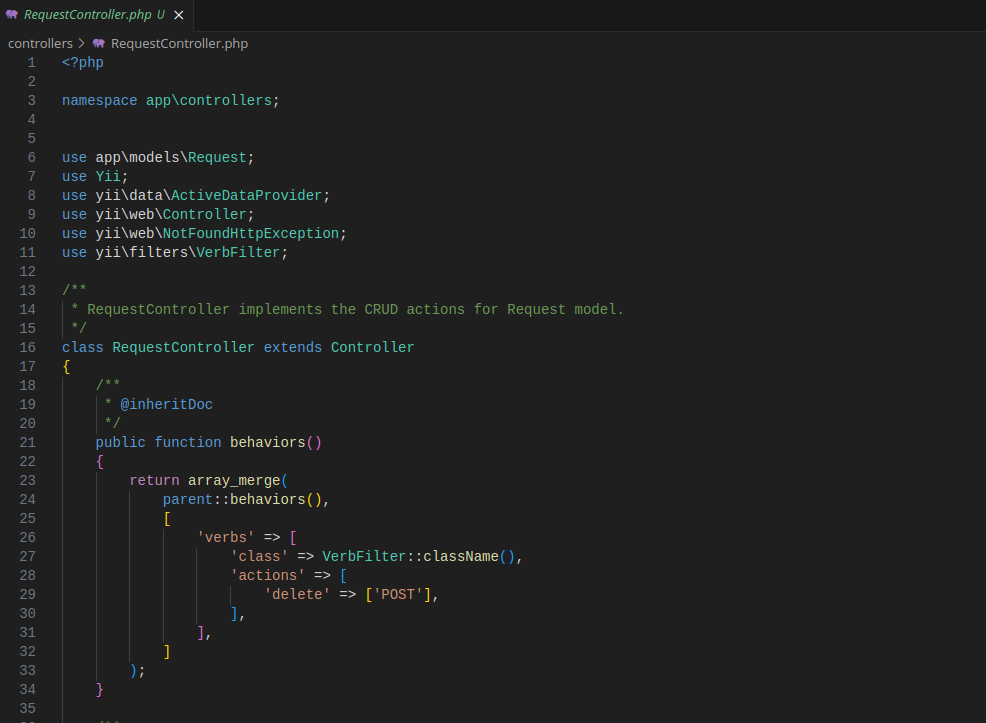 RequestController.php U
controllers > RequestController.php
1 <?php
2
3 namespace app\controllers;
4
5
6 use app\models\Request;
7 use Yii;
8 use yii\data\ActiveDataProvider;
9 use yii\web\Controller;
10 use yii\web\NotFoundHttpException;
11 use yii\filters\VerbFilter;
12
13 /**
14  * RequestController implements the CRUD actions for Request model.
15  */
16 class RequestController extends Controller
17 {
18     /**
19      * @inheritDoc
20      */
21     public function behaviors()
22     {
23         return array_merge(
24             parent::behaviors(),
25             [
26                 'verbs' => [
27                     'class' => VerbFilter::className(),
28                     'actions' => [
29                         'delete' => ['POST'],
30                     ],
31                 ],
32             ]
33         );
34     }
35